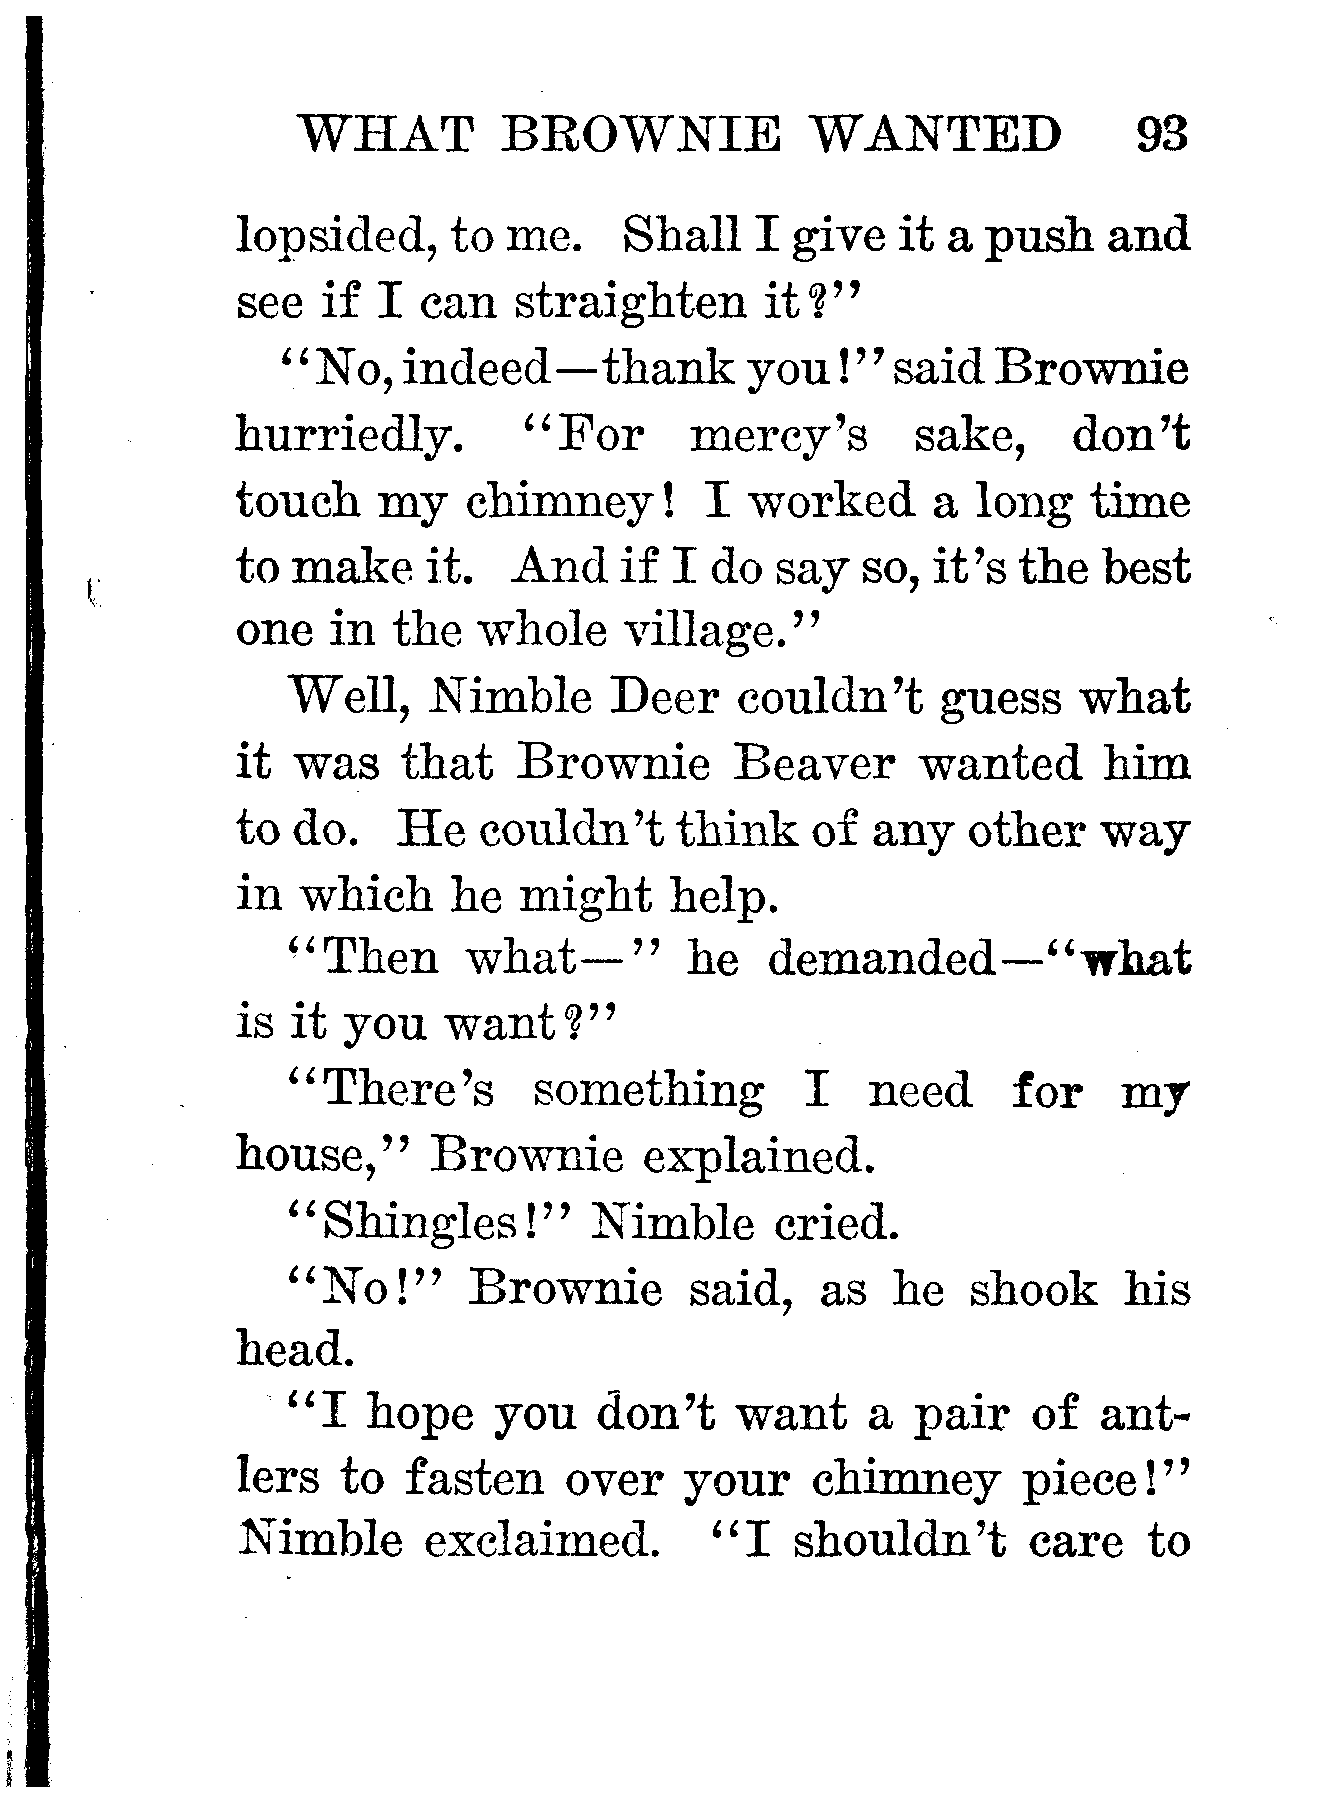 WHAT BROWNIE WANTED 93
lopsided, to me. Shall I give it a push and
see if I can straighten it?"
"No, indeed—thank you!" said Brownie
hurriedly. "For mercy's sake, don't
touch my chimney! I worked a long time
to make it. And if I do say so, it's the best
one in the whole village."
Well, Nimble Deer couldn't guess what
it was that Brownie Beaver wanted him
to do. He couldn't think of any other way
in which he might help.
"Then what—" he demanded—"what
is it you want?"
"There's something I need for my
house," Brownie explained.
"Shingles!" Nimble cried.
"No!" Brownie said, as he shook his
head.
"I hope you don't want a pair of ant-
lers to fasten over your chimney piece!"
Nimble exclaimed. "I shouldn't care to